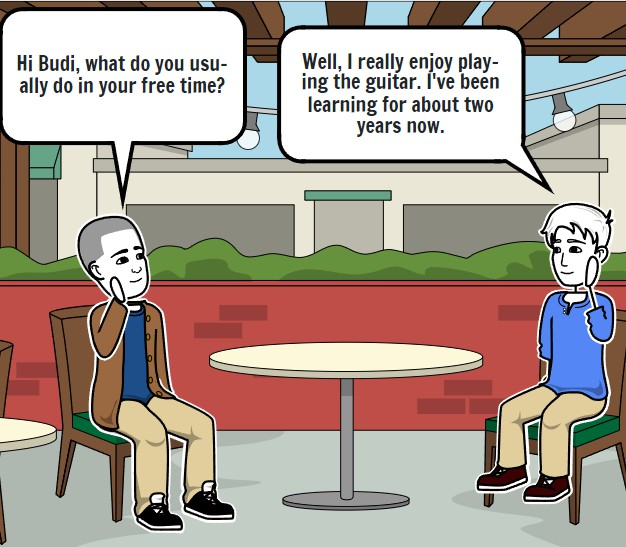 Hi Budi, what do you usu-
ally do in your free time?
Well, I really enjoy play-
ing the guitar. I've been
learning for about two
years now.